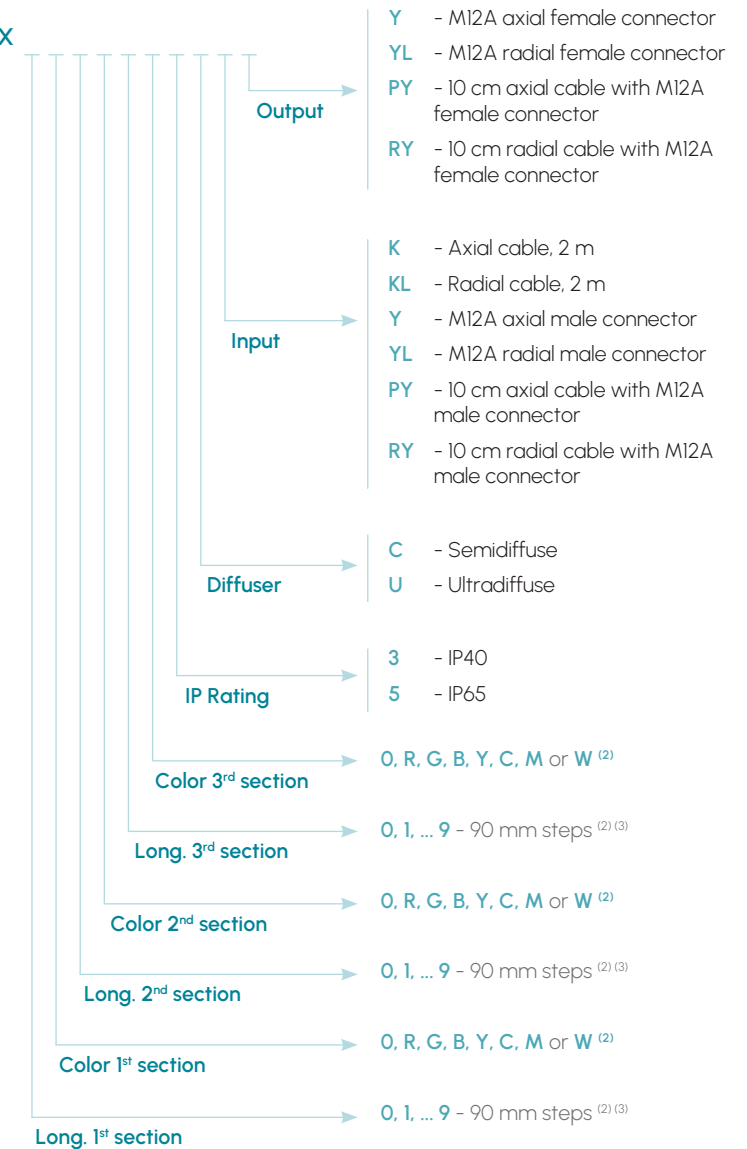 X
Y - M12A axial female connector
YL - M12A radial female connector
PY - 10 cm axial cable with M12A
female connector
Output
RY - 10 cm radial cable with M12A
female connector
K - Axial cable, 2 m
KL - Radial cable, 2 m
Y - M12A axial male connector
Input
YL - M12A radial male connector
PY - 10 cm axial cable with M12A
male connector
RY - 10 cm radial cable with M12A
male connector
C - Semidiffuse
Diffuser
U - Ultradiffuse
3 - IP40
IP Rating
5 - IP65
0, R, G, B, Y, C, M or W (2)
Color 3rd section
0, 1, ... 9 - 90 mm steps (2) (3)
Long. 3rd section
0, R, G, B, Y, C, M or W (2)
Color 2nd section
0, 1, ... 9 - 90 mm steps (2) (3)
Long. 2nd section
0, R, G, B, Y, C, M or W (2)
Color 1st section
0, 1, ... 9 - 90 mm steps (2) (3)
Long. 1st section